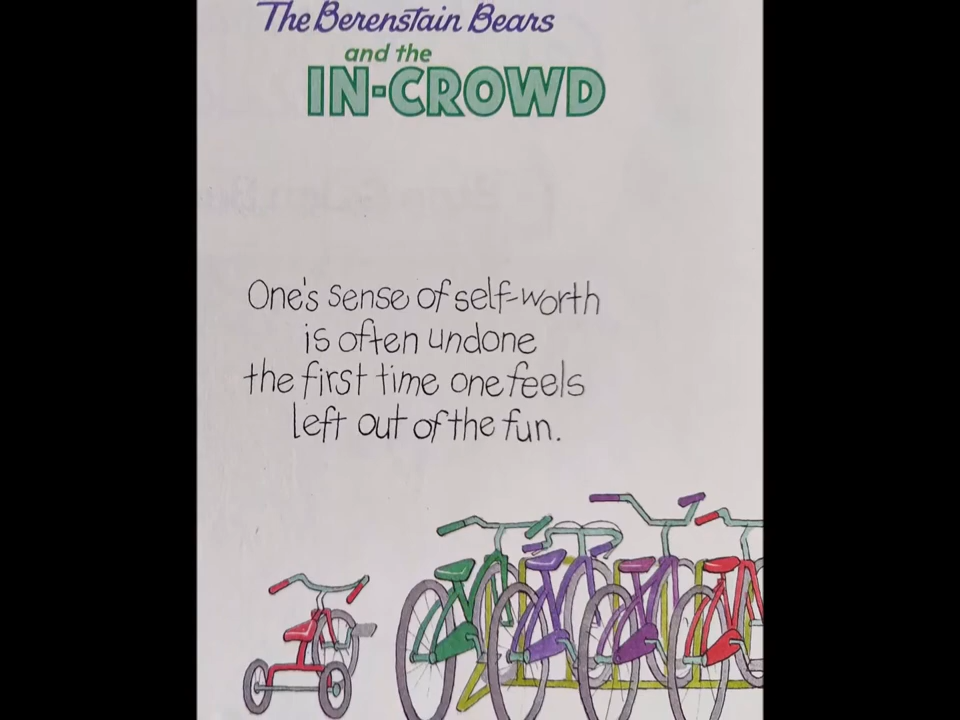 The Berenstain Bears
and the
IN-CROWD
One's sense of self-worth
is often undone
the first time one feels
left out of the fun.